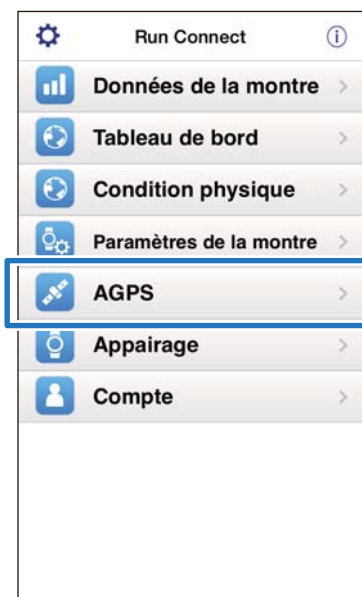 Run Connect
Données de la montre
Tableau de bord
Condition physique
Paramètres de la montre
AGPS
Appairage
Compte